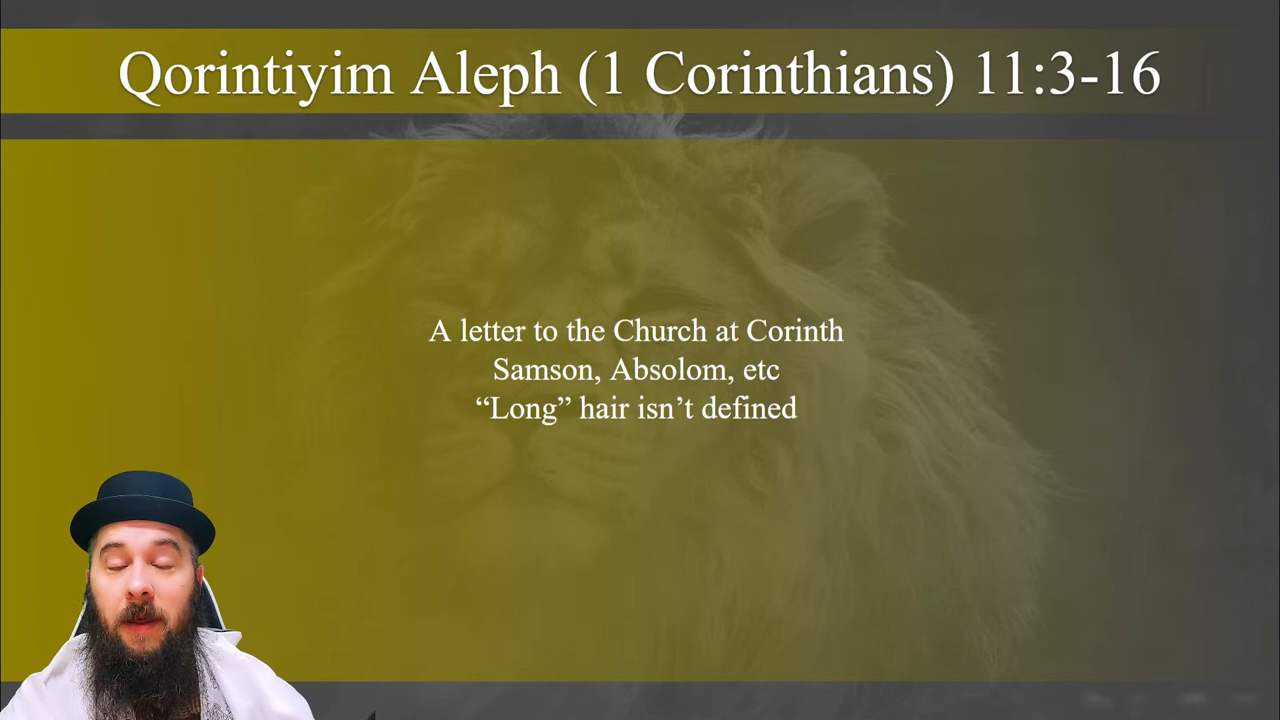 Qorintiyim Aleph (1 Corinthians) 11:3-16
A letter to the Church at Corinth
Samson, Absolom, etc
“Long” hair isn’t defined